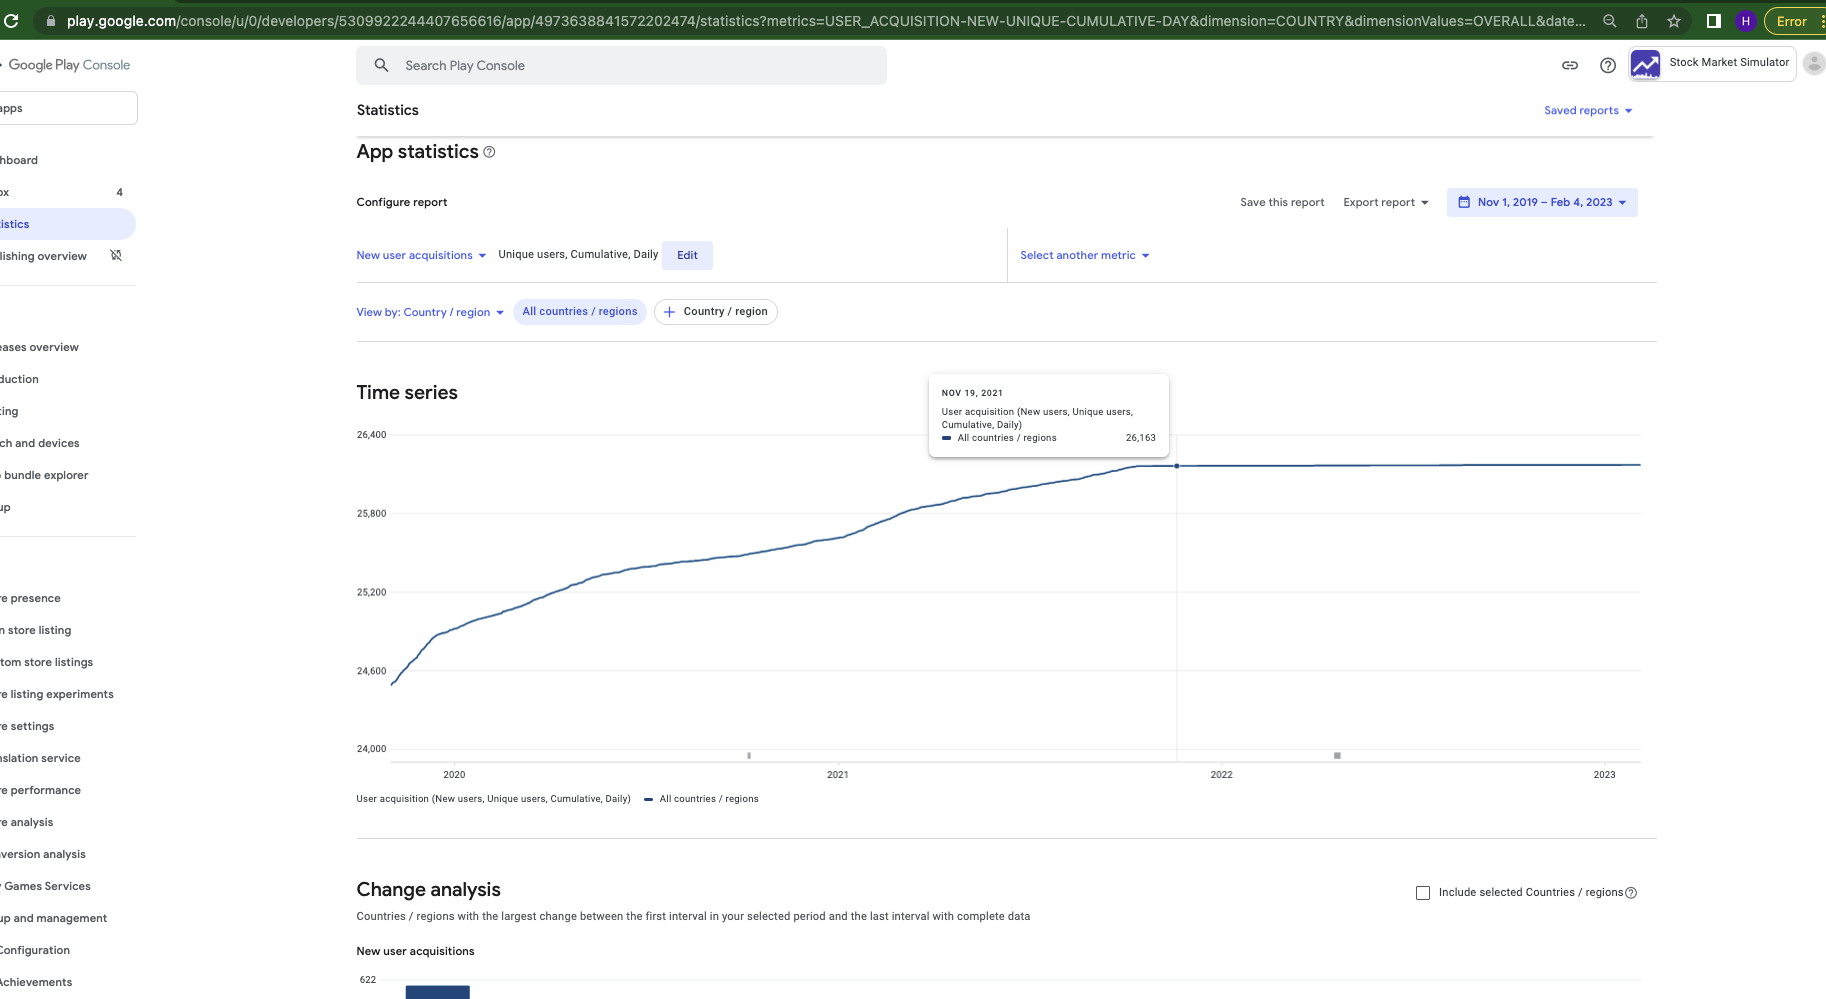 play.google.com/console/u/0/developers/5309922244407656616/app/4973638841572202474/statistics?metrics=USER_ACQUISITION-NEW-UNIQUE-CUMULATIVE-DAY&dimension=COUNTRY&dimensionValues=OVERALL&date...
H
Error
Google Play Console
Search Play Console
Stock Market Simulator
apps
Statistics
Saved reports
App statistics
hboard
ox
4
Configure report
Save this report
Export report
Nov 1, 2019 – Feb 4, 2023
istics
lishing overview
New user acquisitions
Unique users, Cumulative, Daily
Edit
Select another metric
View by: Country / region
All countries / regions
Country / region
eases overview
duction
ting
ch and devices
bundle explorer
up
Time series
NOV 19, 2021
User acquisition (New users, Unique users,
Cumulative, Daily)
All countries / regions
26,163
26,400
25,800
25,200
24,600
24,000
2020
2021
2022
2023
User acquisition (New users, Unique users, Cumulative, Daily)
All countries / regions
re presence
n store listing
tom store listings
re listing experiments
re settings
nslation service
re performance
re analysis
version analysis
y Games Services
up and management
Configuration
Achievements
Change analysis
Include selected Countries / regions
Countries / regions with the largest change between the first interval in your selected period and the last interval with complete data
New user acquisitions
622